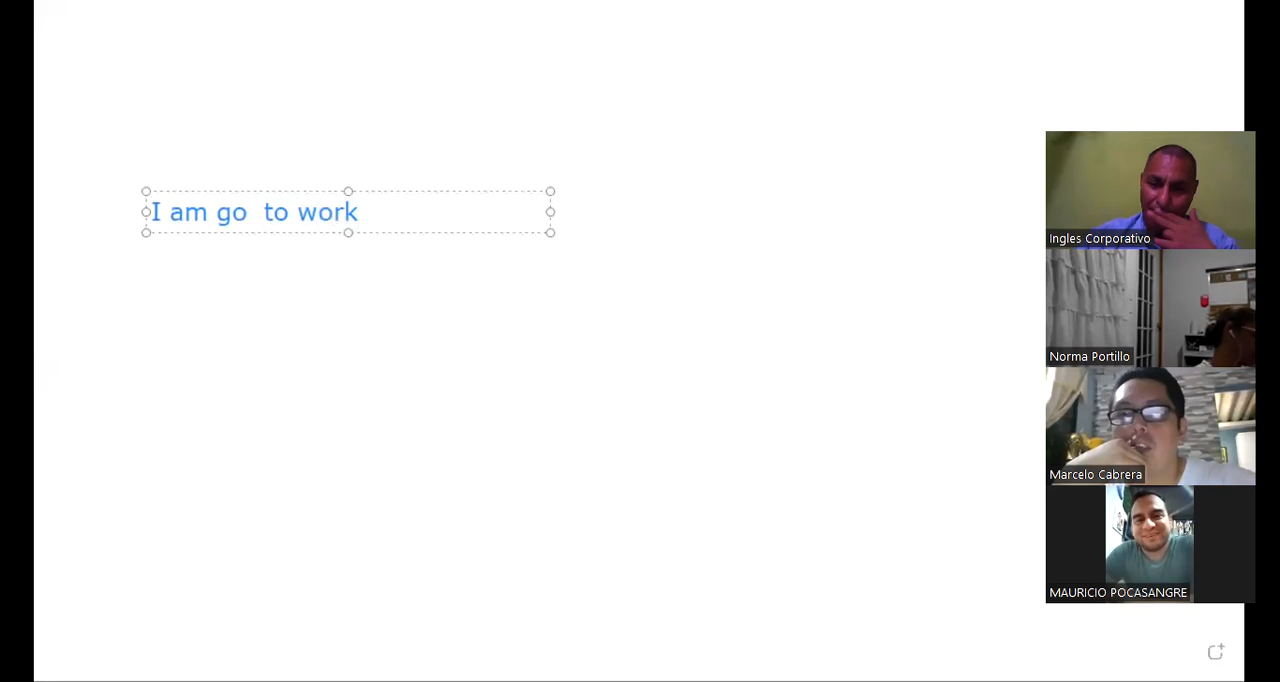 I am go  to work
Ingles Corporativo
Norma Portillo
Marcelo Cabrera
MAURICIO POCASANGRE